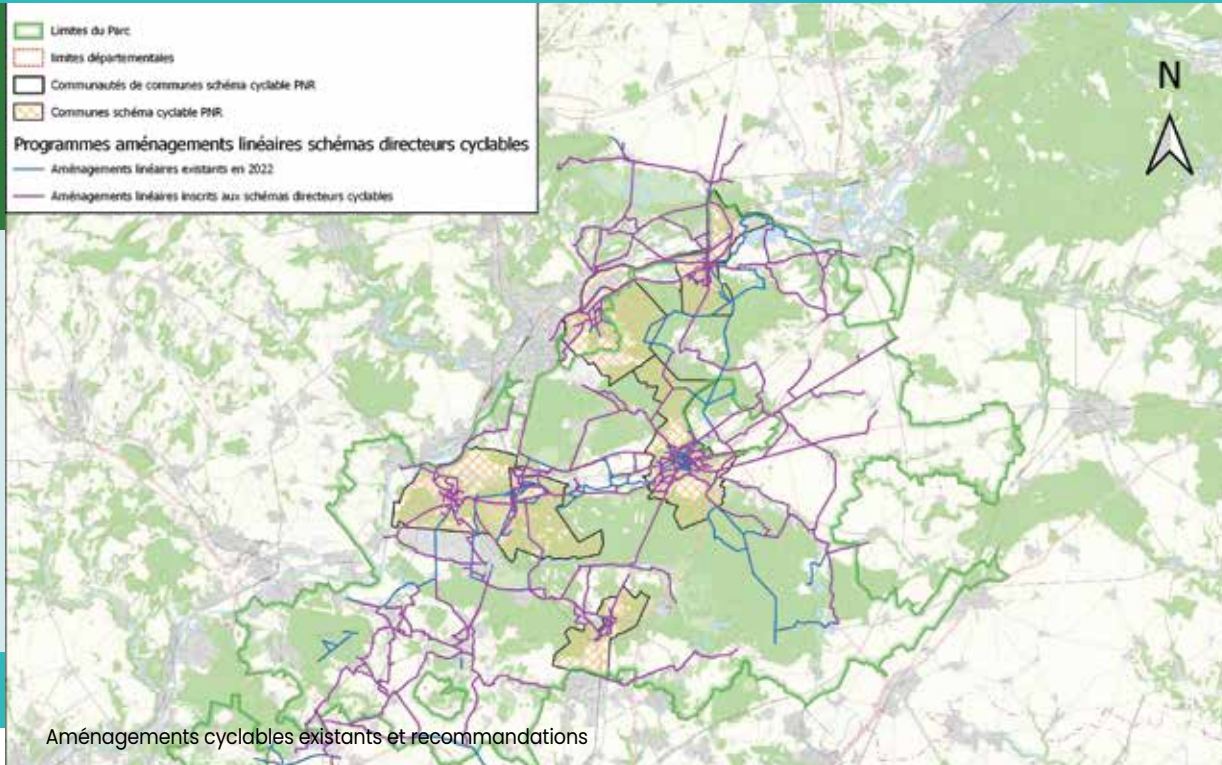 Limites du Parc
limites départementales
Communautés de communes schéma cyclable PNR
Communes schéma cyclable PNR
Programmes aménagements linéaires schémas directeurs cyclables
Aménagements linéaires existants en 2022
Aménagements linéaires inscrits aux schémas directeurs cyclables
N
Aménagements cyclables existants et recommandations